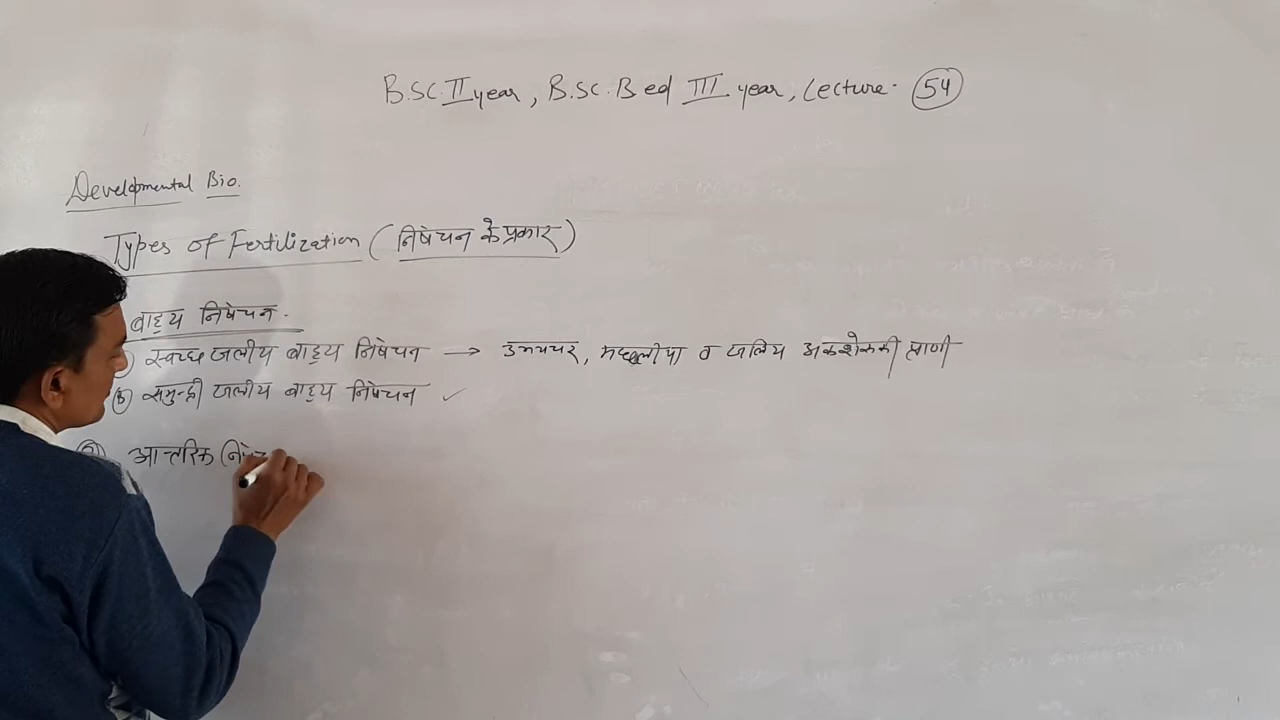 B.Sc. II year, B.Sc. B ed III year, Lecture - 54
Developmental Bio.
Types of Fertilization ( निषेचन के प्रकार )
बाह्य निषेचन -
स्वच्छ जलीय बाह्य निषेचन → उभयचर, मछलीया व जलिय अकशेरूकी प्राणी
(b) समुन्द्री जलीय बाह्य निषेचन ✓
आन्तरिक